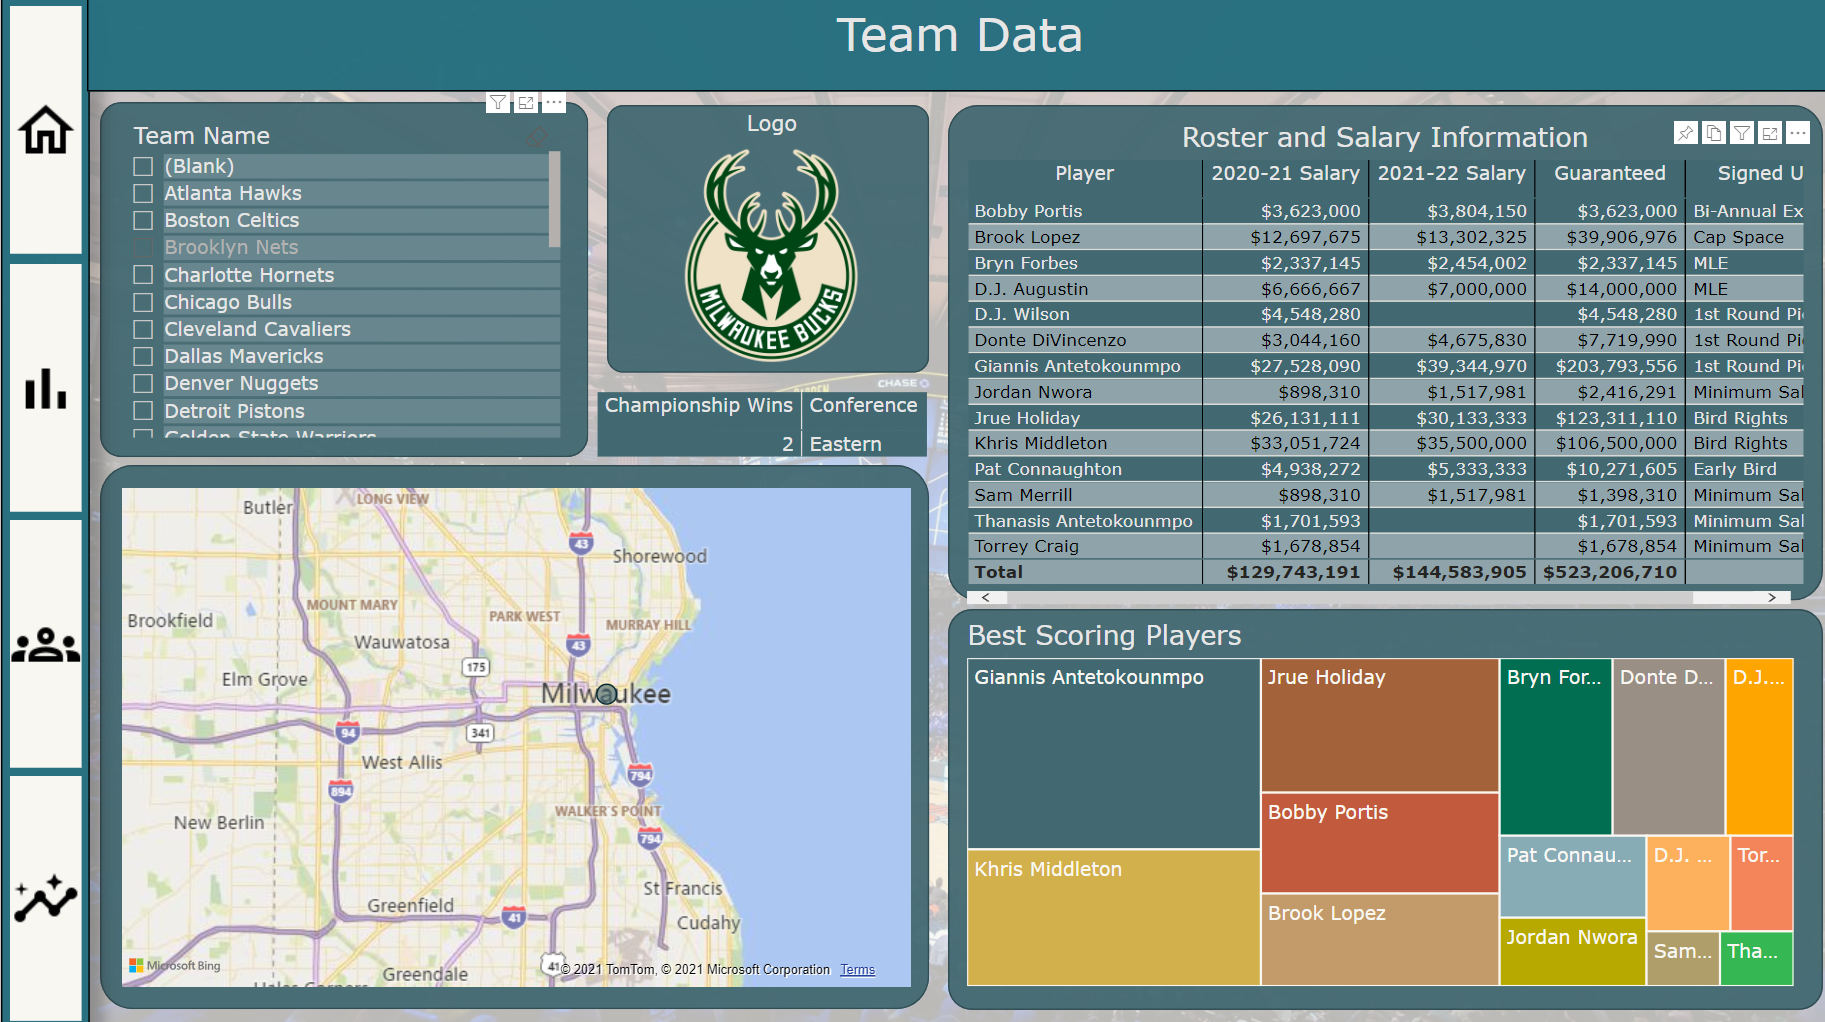 Team Data
Team Name
(Blank)
Atlanta Hawks
Boston Celtics
Brooklyn Nets
Charlotte Hornets
Chicago Bulls
Cleveland Cavaliers
Dallas Mavericks
Denver Nuggets
Detroit Pistons
Golden State Warriors
Logo
MILWAUKEE BUCKS
CHASE
Championship Wins Conference
2 Eastern
Roster and Salary Information
Player 2020-21 Salary 2021-22 Salary Guaranteed Signed U
Bobby Portis $3,623,000 $3,804,150 $3,623,000 Bi-Annual Ex
Brook Lopez $12,697,675 $13,302,325 $39,906,976 Cap Space
Bryn Forbes $2,337,145 $2,454,002 $2,337,145 MLE
D.J. Augustin $6,666,667 $7,000,000 $14,000,000 MLE
D.J. Wilson $4,548,280 $4,548,280 1st Round Pi
Donte DiVincenzo $3,044,160 $4,675,830 $7,719,990 1st Round Pi
Giannis Antetokounmpo $27,528,090 $39,344,970 $203,793,556 1st Round Pi
Jordan Nwora $898,310 $1,517,981 $2,416,291 Minimum Sal
Jrue Holiday $26,131,111 $30,133,333 $123,311,110 Bird Rights
Khris Middleton $33,051,724 $35,500,000 $106,500,000 Bird Rights
Pat Connaughton $4,938,272 $5,333,333 $10,271,605 Early Bird
Sam Merrill $898,310 $1,517,981 $1,398,310 Minimum Sal
Thanasis Antetokounmpo $1,701,593 $1,701,593 Minimum Sal
Torrey Craig $1,678,854 $1,678,854 Minimum Sal
Total $129,743,191 $144,583,905 $523,206,710
Butler
LONG VIEW
43
Shorewood
MOUNT MARY
PARK WEST
Brookfield
MURRAY HILL
Wauwatosa
43
175
Elm Grove
Milwaukee
94
341
West Allis
794
894
WALKER'S POINT
New Berlin
794
St Francis
Greenfield
41
Cudahy
Microsoft Bing
41
© 2021 TomTom, © 2021 Microsoft Corporation Terms
Greendale
Hales Corners
Best Scoring Players
Giannis Antetokounmpo
Khris Middleton
Jrue Holiday
Bobby Portis
Brook Lopez
Bryn For...
Donte D...
D.J....
Pat Connau...
D.J. ...
Tor...
Jordan Nwora
Sam...
Tha...